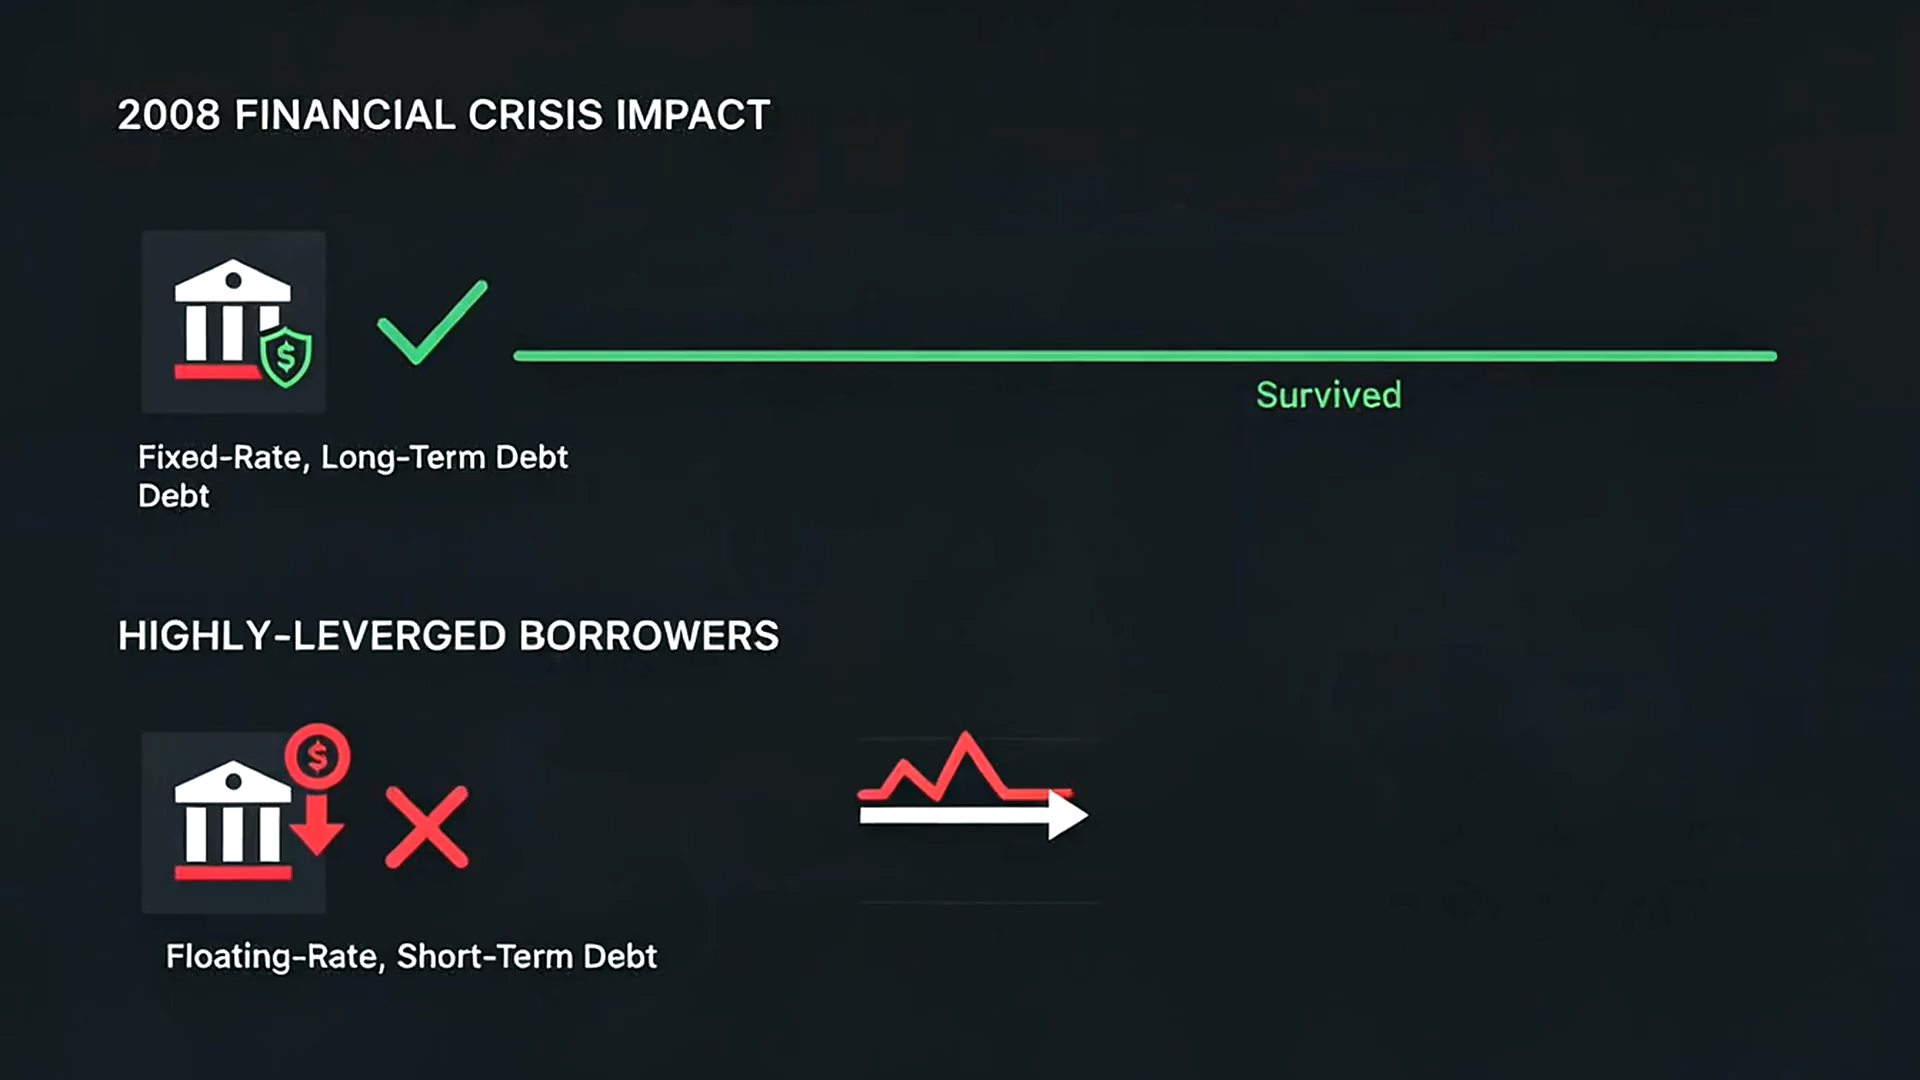 2008 FINANCIAL CRISIS IMPACT
$
Survived
Fixed-Rate, Long-Term Debt
Debt
HIGHLY-LEVERGED BORROWERS
$
Floating-Rate, Short-Term Debt